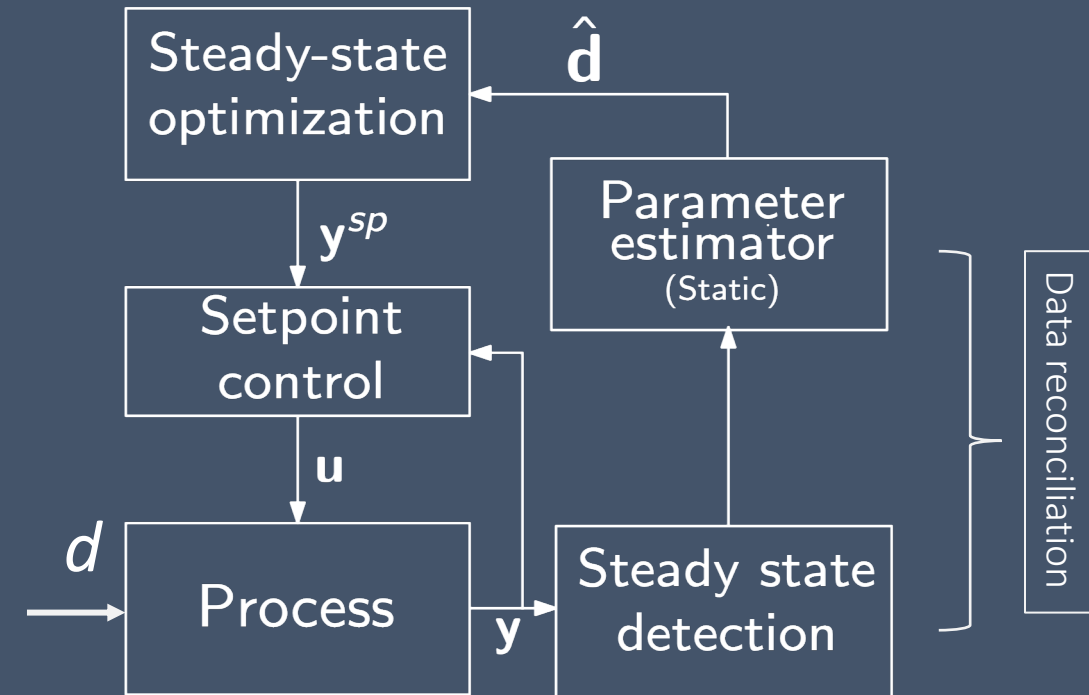 Steady-state
optimization
d̂
Parameter
estimator
(Static)
y^sp
Setpoint
control
u
d
Process
y
Steady state
detection
Data reconciliation